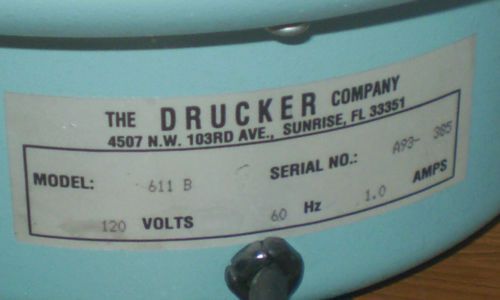 THE DRUCKER COMPANY
4507 N.W. 103RD AVE., SUNRISE, FL 33351
MODEL: 611 B SERIAL NO.: A93- 385
120 VOLTS 60 Hz 1.0 AMPS